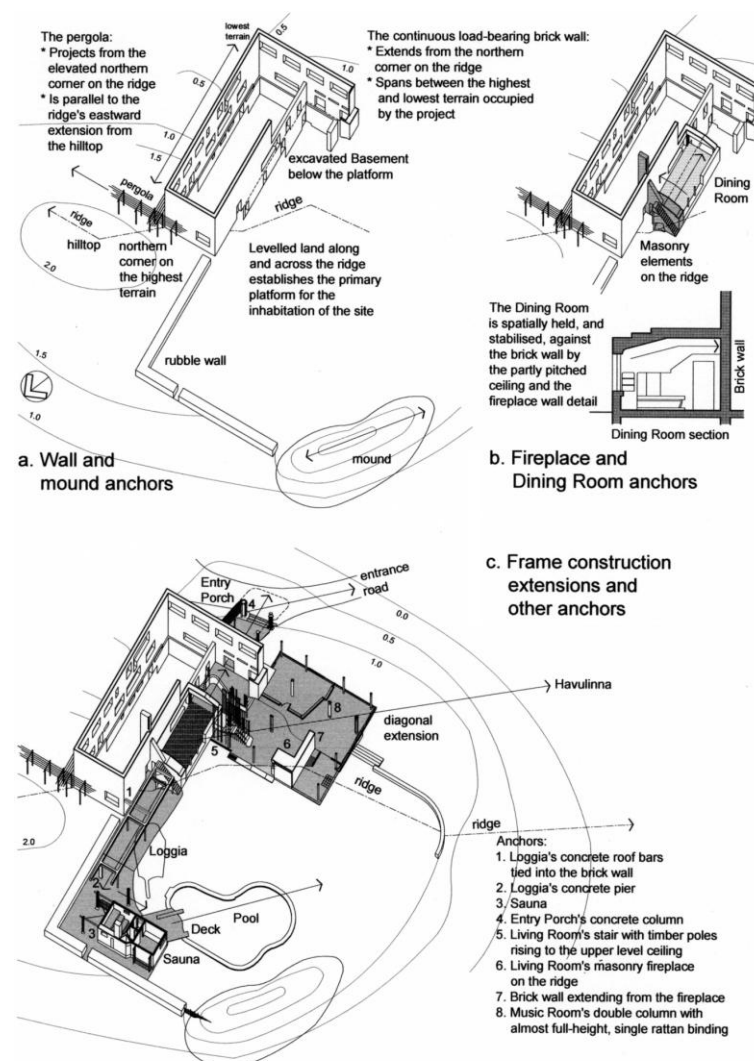 The pergola:
* Projects from the
elevated northern
corner on the
ridge
* Is parallel to the
ridge's eastward
extension from
the hilltop
lowest
terrain
The continuous load-bearing brick wall:
* Extends from the northern
corner on the ridge
* Spans between the highest
and lowest terrain occupied
by the project
0.5
1.0
1.0
1.5
excavated Basement
below the platform
pergola
ridge
ridge
hilltop
2.0
northern
corner on
the highest
terrain
Levelled land along
and across the ridge
establishes the primary
platform for the
inhabitation of the site
rubble wall
1.5
1.0
mound
a. Wall and
mound anchors
Dining
Room
Masonry
elements
on the ridge
The Dining Room
is spatially held, and
stabilised, against
the brick wall by
the partly pitched
ceiling and the
fireplace wall detail
Brick wall
Dining Room section
b. Fireplace and
Dining Room anchors
c. Frame construction
extensions and
other anchors
Entry
Porch
entrance
road
4
0.0
0.5
1.0
Havulinna
diagonal
extension
8
7
6
5
1
ridge
ridge
2.0
Loggia
2
3
Deck
Pool
Sauna
Anchors:
1. Loggia's concrete roof bars
tied into the brick wall
2. Loggia's concrete pier
3. Sauna
4. Entry Porch's concrete column
5. Living Room's stair with timber poles
rising to the upper level ceiling
6. Living Room's masonry fireplace
on the ridge
7. Brick wall extending from the fireplace
8. Music Room's double column with
almost full-height, single rattan binding